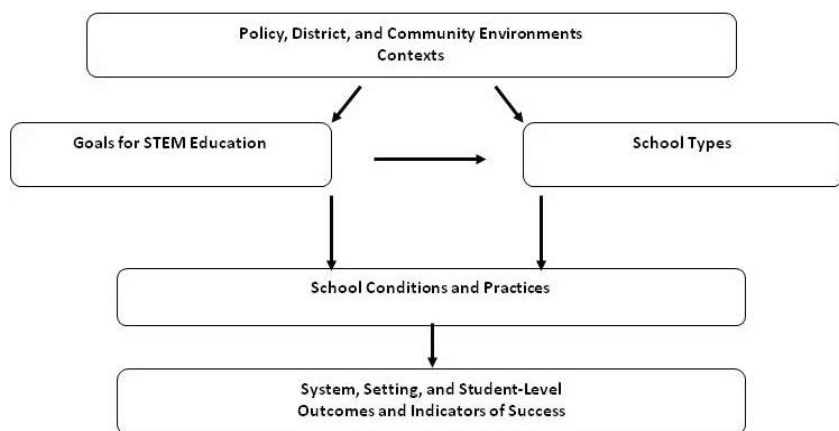 Policy, District, and Community Environments
Contexts
Goals for STEM Education
School Types
School Conditions and Practices
System, Setting, and Student-Level
Outcomes and Indicators of Success